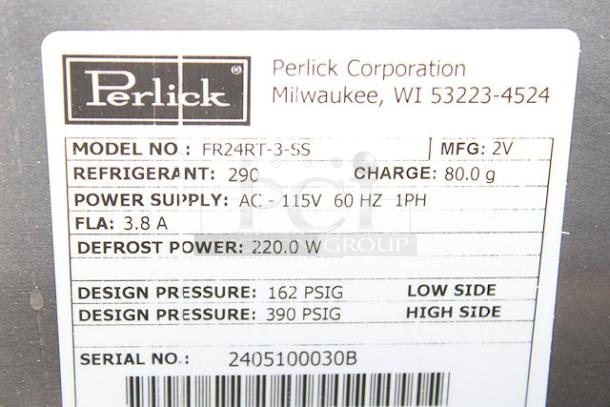 Perlick®
Perlick Corporation
Milwaukee, WI 53223-4524
MODEL NO : FR24RT-3-SS MFG: 2V
REFRIGERANT: 290 CHARGE: 80.0 g
POWER SUPPLY: AC - 115V 60 HZ 1PH
FLA: 3.8 A
DEFROST POWER: 220.0 W
GROUP
DESIGN PRESSURE: 162 PSIG LOW SIDE
DESIGN PRESSURE: 390 PSIG HIGH SIDE
SERIAL NO.: 2405100030B